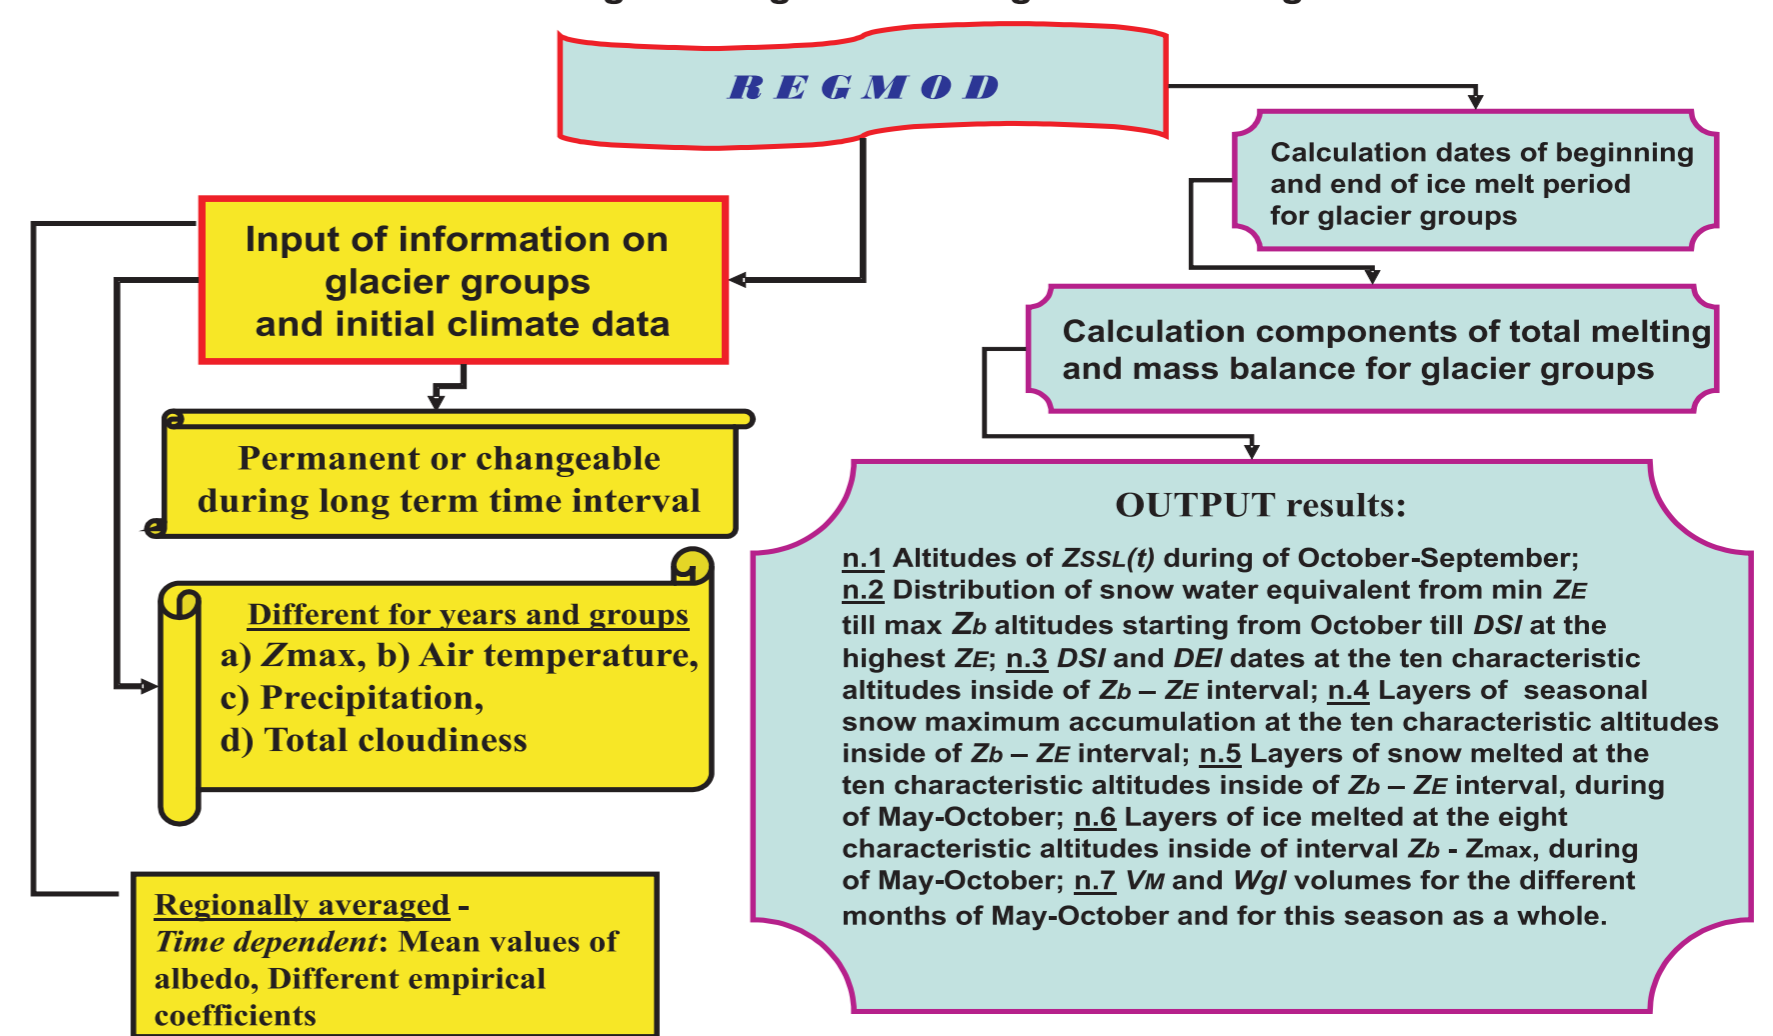 R E G M O D
Input of information on
glacier groups
and initial climate data
Permanent or changeable
during long term time interval
Different for years and groups
a) Zmax, b) Air temperature,
c) Precipitation,
d) Total cloudiness
Regionally averaged -
Time dependent: Mean values of
albedo, Different empirical
coefficients
Calculation dates of beginning
and end of ice melt period
for glacier groups
Calculation components of total melting
and mass balance for glacier groups
OUTPUT results:
n.1 Altitudes of ZSSL(t) during of October-September;
n.2 Distribution of snow water equivalent from min ZE
till max Zb altitudes starting from October till DSI at the
highest ZE; n.3 DSI and DEI dates at the ten characteristic
altitudes inside of Zb – ZE interval; n.4 Layers of seasonal
snow maximum accumulation at the ten characteristic altitudes
inside of Zb – ZE interval; n.5 Layers of snow melted at the
ten characteristic altitudes inside of Zb – ZE interval, during
of May-October; n.6 Layers of ice melted at the eight
characteristic altitudes inside of interval Zb - Zmax, during
of May-October; n.7 VM and Wgl volumes for the different
months of May-October and for this season as a whole.